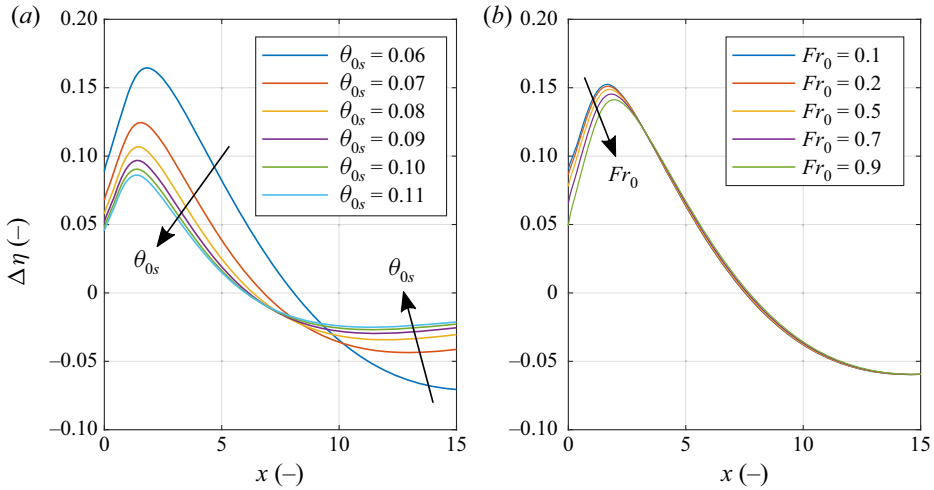 (a)
0.20
0.15
0.10
0.05
0
–0.05
–0.10
Δη (–)
0
5
10
15
x (–)
θ0s = 0.06
θ0s = 0.07
θ0s = 0.08
θ0s = 0.09
θ0s = 0.10
θ0s = 0.11
θ0s
θ0s
(b)
0.20
0.15
0.10
0.05
0
–0.05
–0.10
0
5
10
15
x (–)
Fr0 = 0.1
Fr0 = 0.2
Fr0 = 0.5
Fr0 = 0.7
Fr0 = 0.9
Fr0